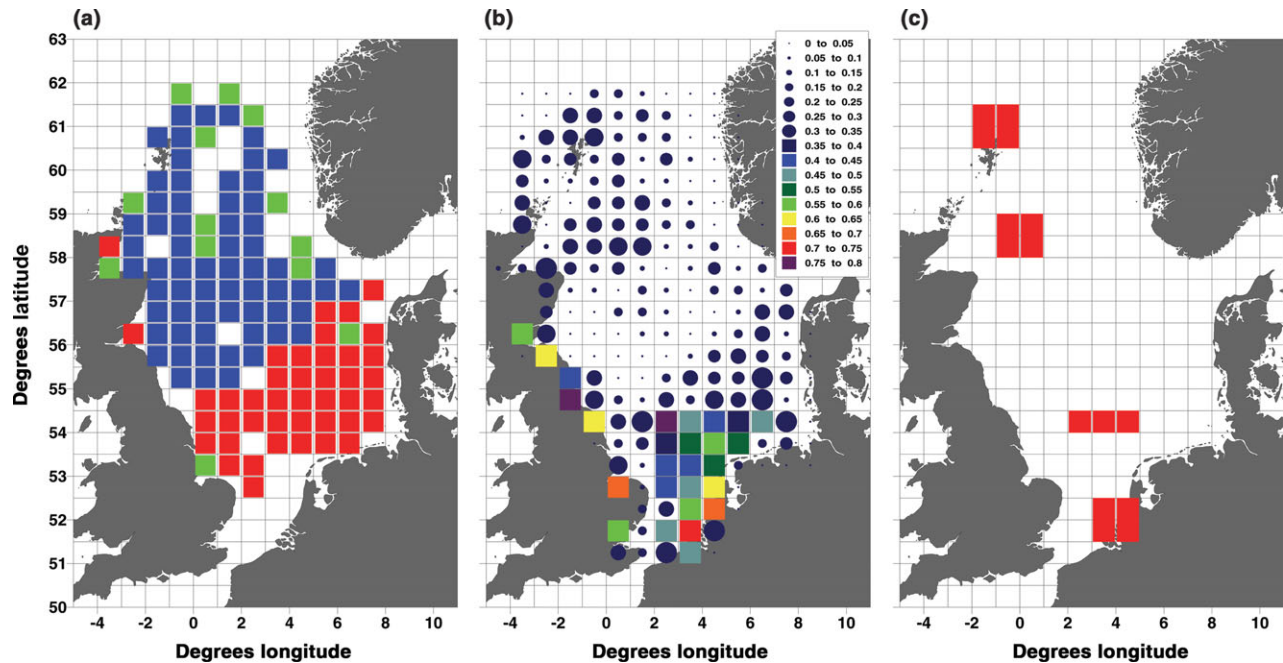 (a)
(b)
(c)
63
62
61
60
59
58
57
56
55
54
53
52
51
50
Degrees latitude
0 to 0.05
0.05 to 0.1
0.1 to 0.15
0.15 to 0.2
0.2 to 0.25
0.25 to 0.3
0.3 to 0.35
0.35 to 0.4
0.4 to 0.45
0.45 to 0.5
0.5 to 0.55
0.55 to 0.6
0.6 to 0.65
0.65 to 0.7
0.7 to 0.75
0.75 to 0.8
-4 -2 0 2 4 6 8 10
-4 -2 0 2 4 6 8 10
-4 -2 0 2 4 6 8 10
Degrees longitude
Degrees longitude
Degrees longitude